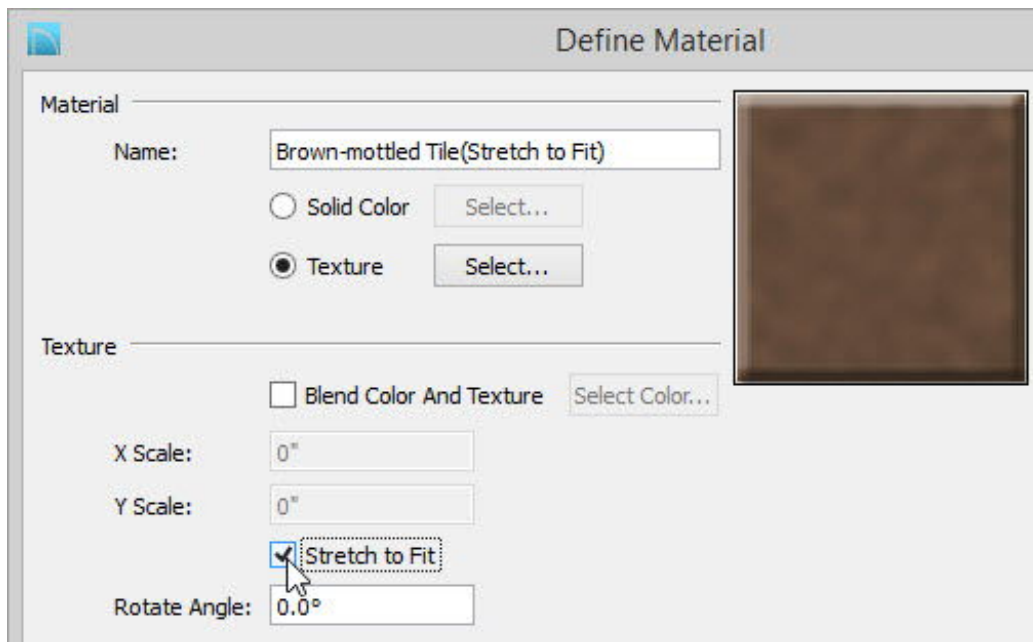 Define Material
Material
Name: Brown-mottled Tile(Stretch to Fit)
Solid Color Select...
Texture Select...
Texture
Blend Color And Texture Select Color...
X Scale: 0"
Y Scale: 0"
Stretch to Fit
Rotate Angle: 0.0°